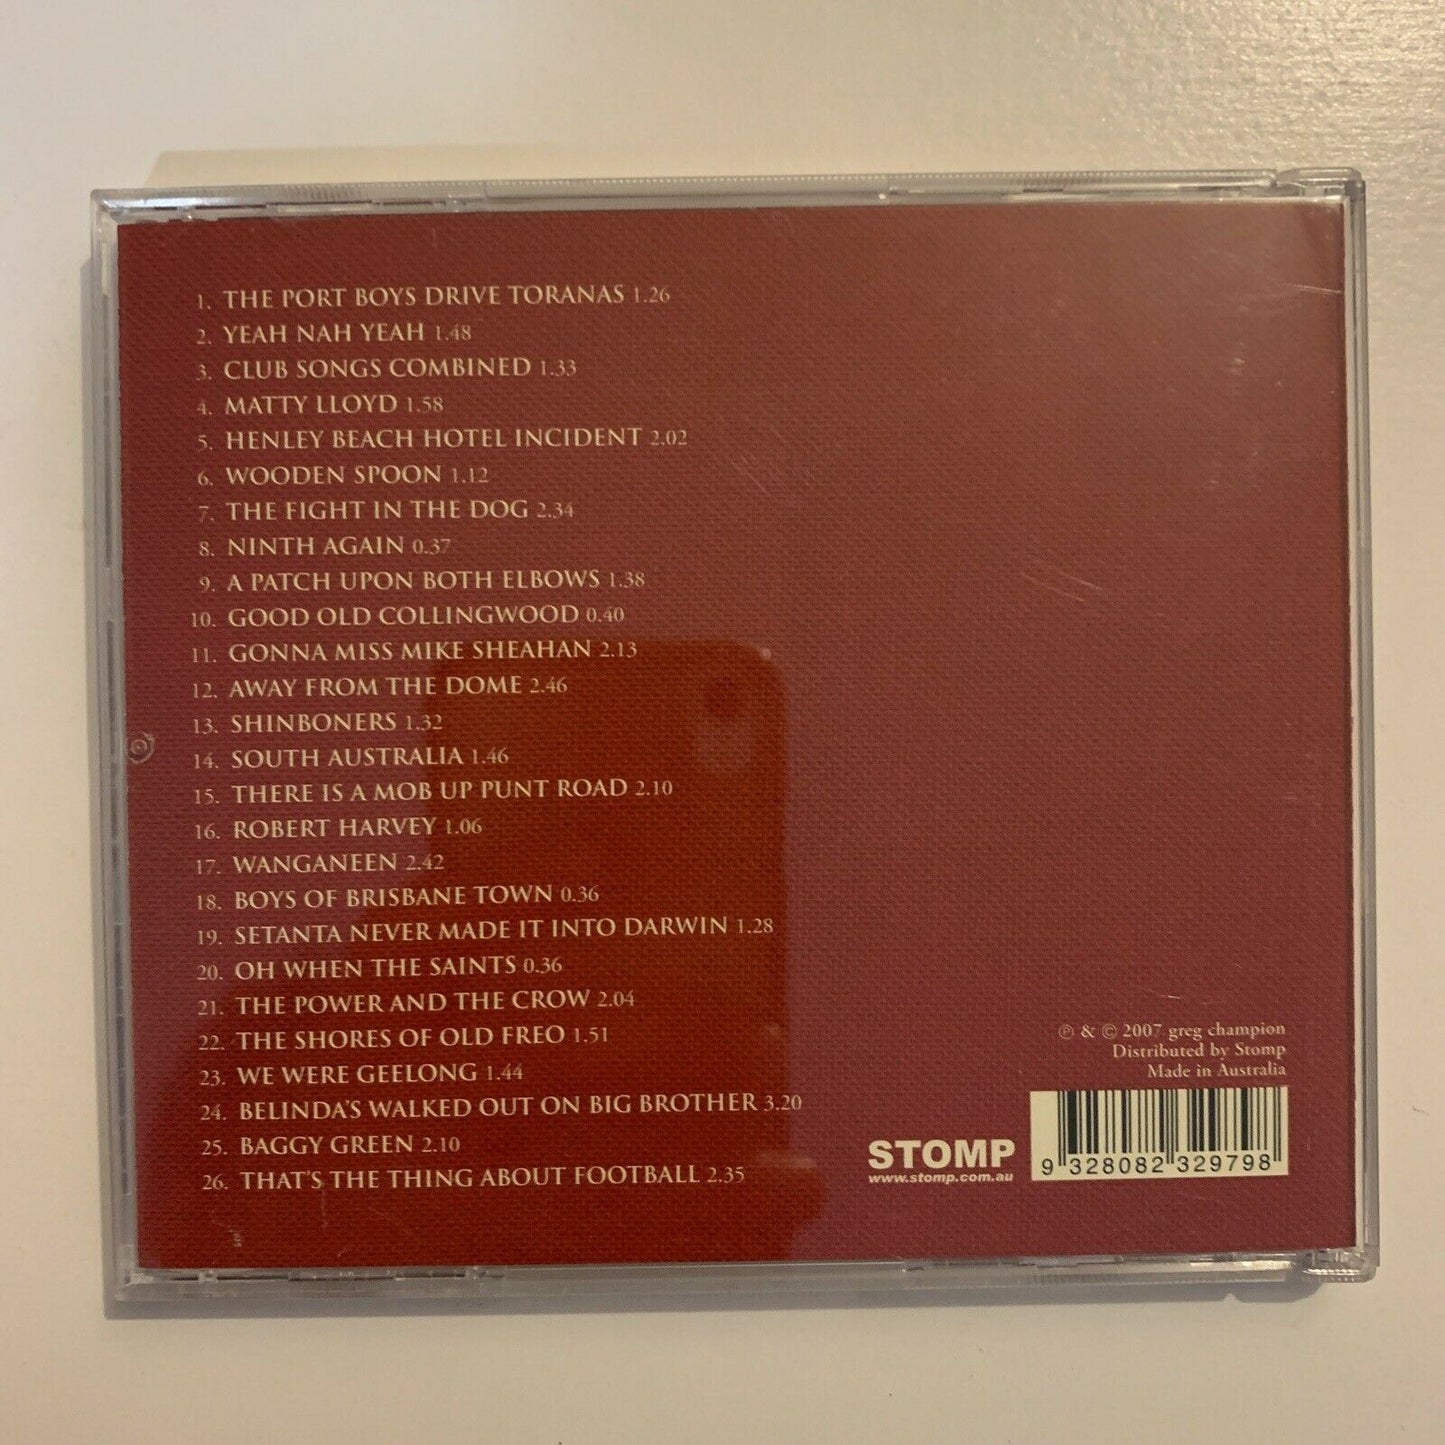 1. THE PORT BOYS DRIVE TORANAS 1.26
2. YEAH NAH YEAH 1.48
3. CLUB SONGS COMBINED 1.33
4. MATTY LLOYD 1.58
5. HENLEY BEACH HOTEL INCIDENT 2.02
6. WOODEN SPOON 1.12
7. THE FIGHT IN THE DOG 2.34
8. NINTH AGAIN 0.37
9. A PATCH UPON BOTH ELBOWS 1.38
10. GOOD OLD COLLINGWOOD 0.40
11. GONNA MISS MIKE SHEAHAN 2.13
12. AWAY FROM THE DOME 2.46
13. SHINBONERS 1.32
14. SOUTH AUSTRALIA 1.46
15. THERE IS A MOB UP PUNT ROAD 2.10
16. ROBERT HARVEY 1.06
17. WANGANEEN 2.42
18. BOYS OF BRISBANE TOWN 0.36
19. SETANTA NEVER MADE IT INTO DARWIN 1.28
20. OH WHEN THE SAINTS 0.36
21. THE POWER AND THE CROW 2.04
22. THE SHORES OF OLD FREO 1.51
23. WE WERE GEELONG 1.44
24. BELINDA'S WALKED OUT ON BIG BROTHER 3.20
25. BAGGY GREEN 2.10
26. THAT'S THE THING ABOUT FOOTBALL 2.35
℗ & © 2007 greg champion
Distributed by Stomp
Made in Australia
STOMP
www.stomp.com.au
9 328082 329798